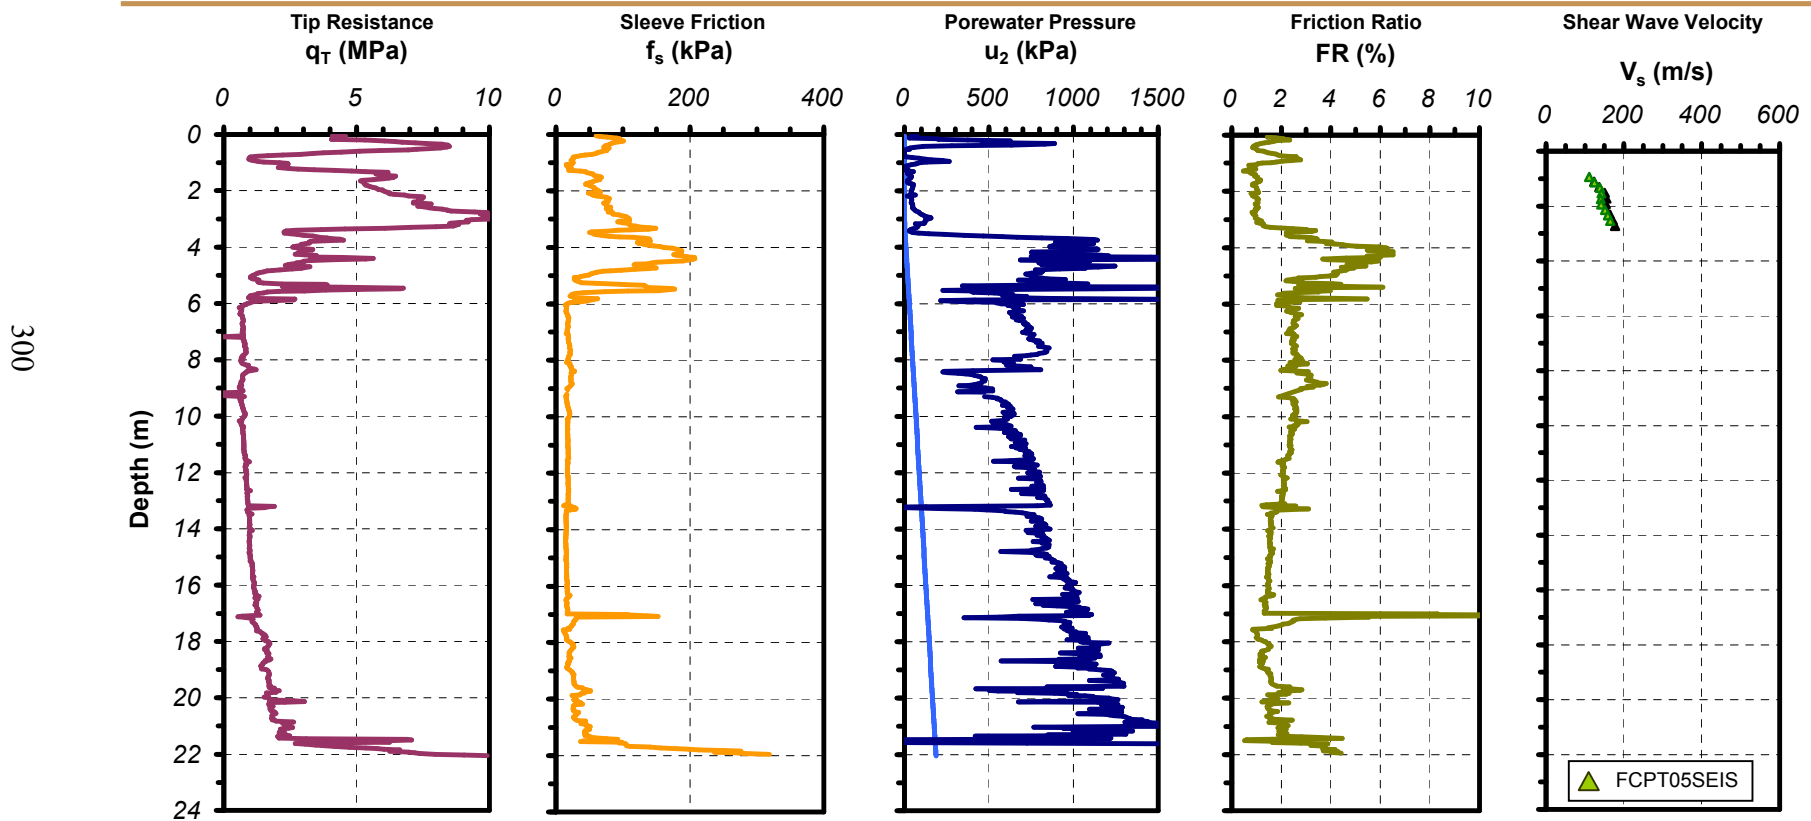 Tip Resistance
qT (MPa)
Sleeve Friction
fs (kPa)
Porewater Pressure
u2 (kPa)
Friction Ratio
FR (%)
Shear Wave Velocity
Vs (m/s)
0 5 10
0 200 400
0 500 1000 1500
0 2 4 6 8 10
0 200 400 600
0
2
4
6
8
10
12
14
16
18
20
22
24
Depth (m)
300
FCPT05SEIS